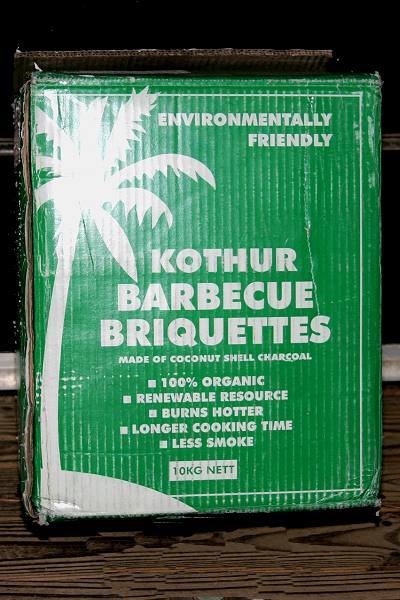 ENVIRONMENTALLY
FRIENDLY
KOTHUR
BARBECUE
BRIQUETTES
MADE OF COCONUT SHELL CHARCOAL
■ 100% ORGANIC
■ RENEWABLE RESOURCE
■ BURNS HOTTER
■ LONGER COOKING TIME
■ LESS SMOKE
10KG NETT